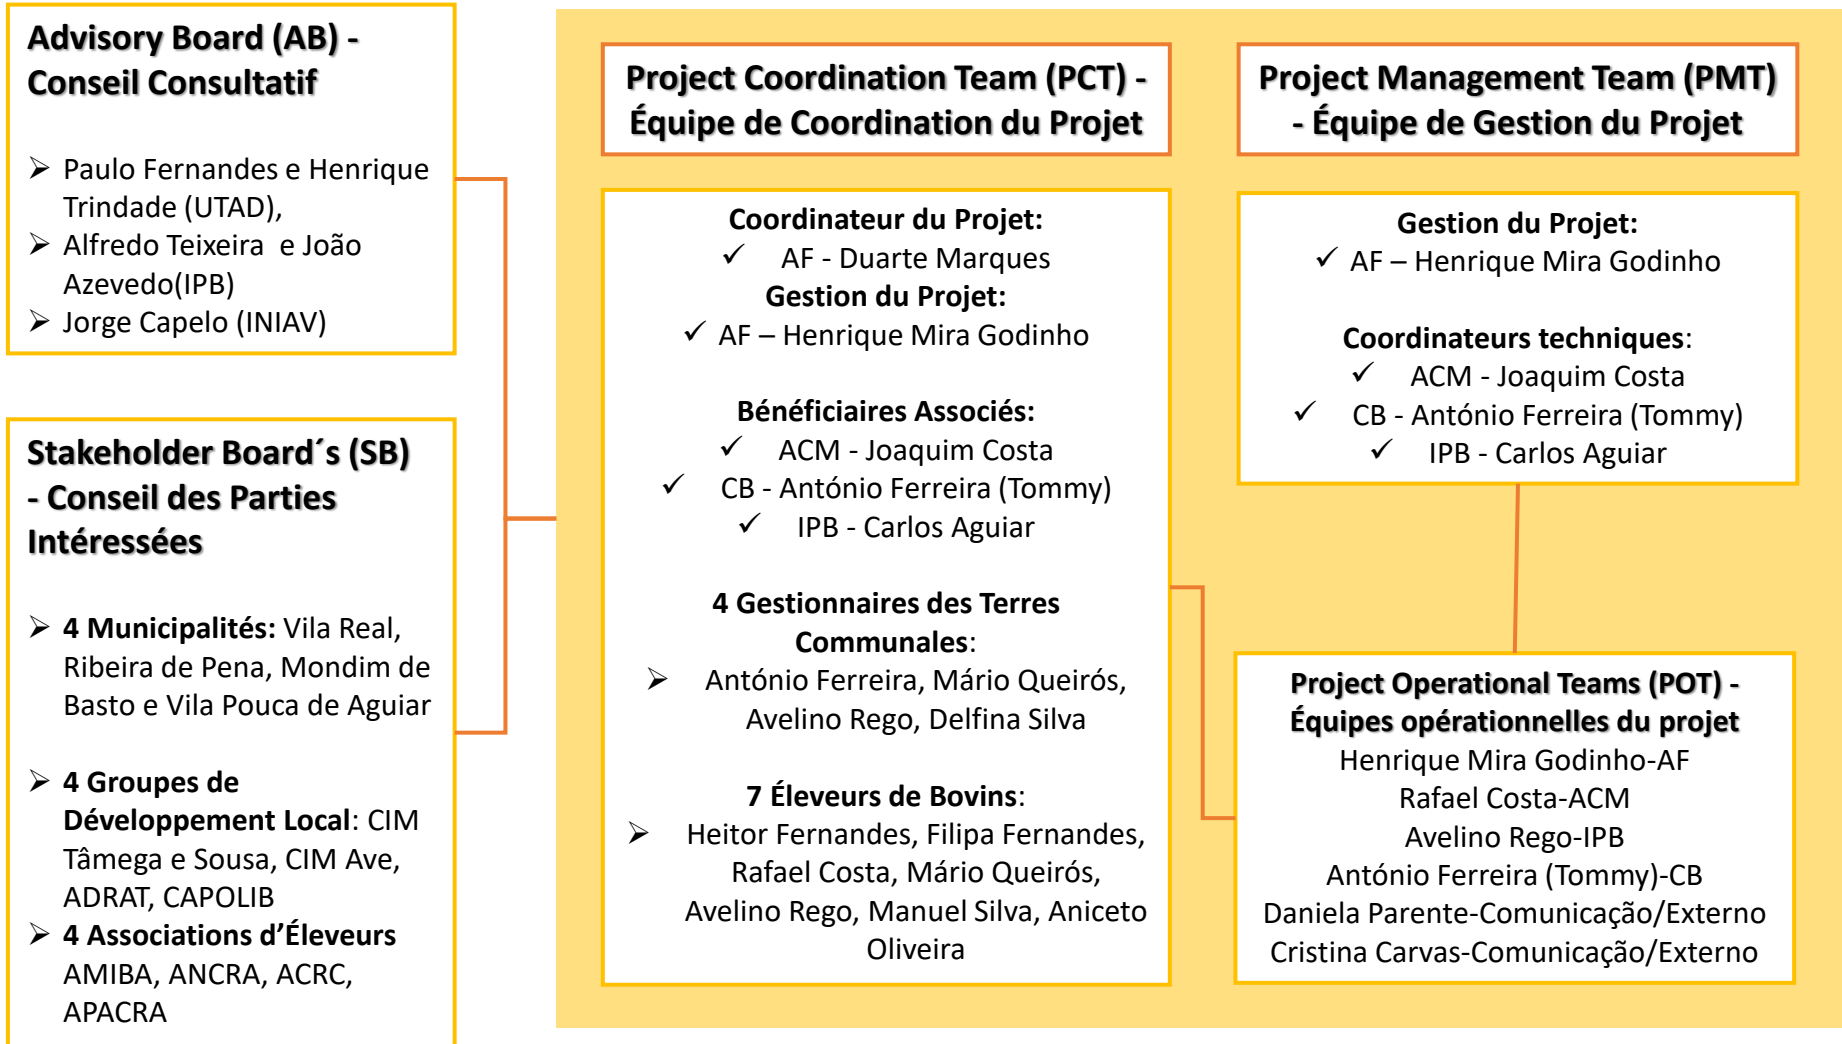 Advisory Board (AB) -
Conseil Consultatif
➢ Paulo Fernandes e Henrique
Trindade (UTAD),
➢ Alfredo Teixeira e João
Azevedo(IPB)
➢ Jorge Capelo (INIAV)
Stakeholder Board´s (SB)
- Conseil des Parties
Intéressées
➢ 4 Municipalités: Vila Real,
Ribeira de Pena, Mondim de
Basto e Vila Pouca de Aguiar
➢ 4 Groupes de
Développement Local: CIM
Tâmega e Sousa, CIM Ave,
ADRAT, CAPOLIB
➢ 4 Associations d’Éleveurs
AMIBA, ANCRA, ACRC,
APACRA
Project Coordination Team (PCT) -
Équipe de Coordination du Projet
Coordinateur du Projet:
✓ AF - Duarte Marques
Gestion du Projet:
✓ AF – Henrique Mira Godinho
Bénéficiaires Associés:
✓ ACM - Joaquim Costa
✓ CB - António Ferreira (Tommy)
✓ IPB - Carlos Aguiar
4 Gestionnaires des Terres
Communales:
➢ António Ferreira, Mário Queirós,
Avelino Rego, Delfina Silva
7 Éleveurs de Bovins:
➢ Heitor Fernandes, Filipa Fernandes,
Rafael Costa, Mário Queirós,
Avelino Rego, Manuel Silva, Aniceto
Oliveira
Project Management Team (PMT)
- Équipe de Gestion du Projet
Gestion du Projet:
✓ AF – Henrique Mira Godinho
Coordinateurs techniques:
✓ ACM - Joaquim Costa
✓ CB - António Ferreira (Tommy)
✓ IPB - Carlos Aguiar
Project Operational Teams (POT) -
Équipes opérationnelles du projet
Henrique Mira Godinho-AF
Rafael Costa-ACM
Avelino Rego-IPB
António Ferreira (Tommy)-CB
Daniela Parente-Comunicação/Externo
Cristina Carvas-Comunicação/Externo